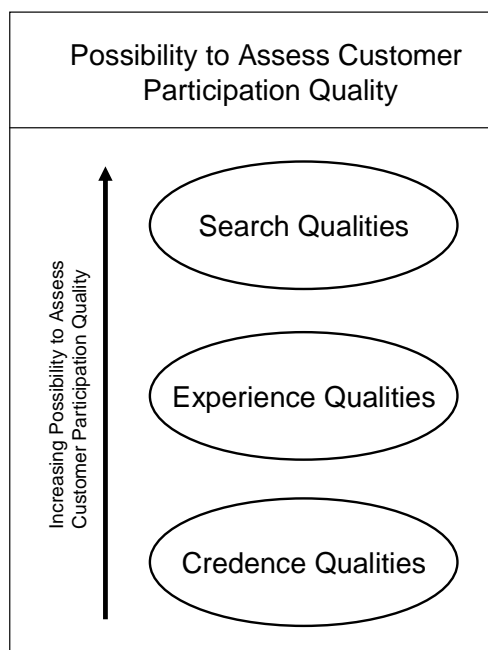 Possibility to Assess Customer
Participation Quality
Search Qualities
Experience Qualities
Credence Qualities
Increasing Possibility to Assess
Customer Participation Quality